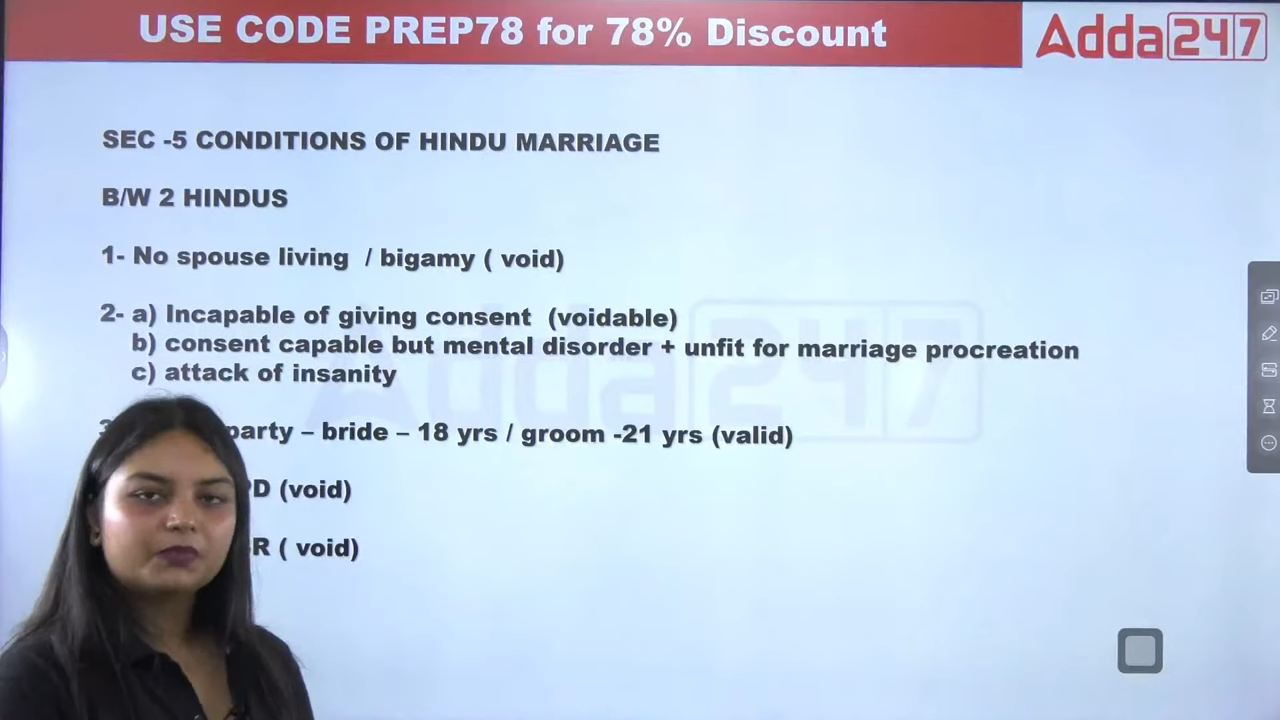 USE CODE PREP78 for 78% Discount
Adda247
SEC -5 CONDITIONS OF HINDU MARRIAGE
B/W 2 HINDUS
1- No spouse living / bigamy ( void)
2- a) Incapable of giving consent (voidable)
b) consent capable but mental disorder + unfit for marriage procreation
c) attack of insanity
party – bride – 18 yrs / groom -21 yrs (valid)
(void)
( void)
Adda247